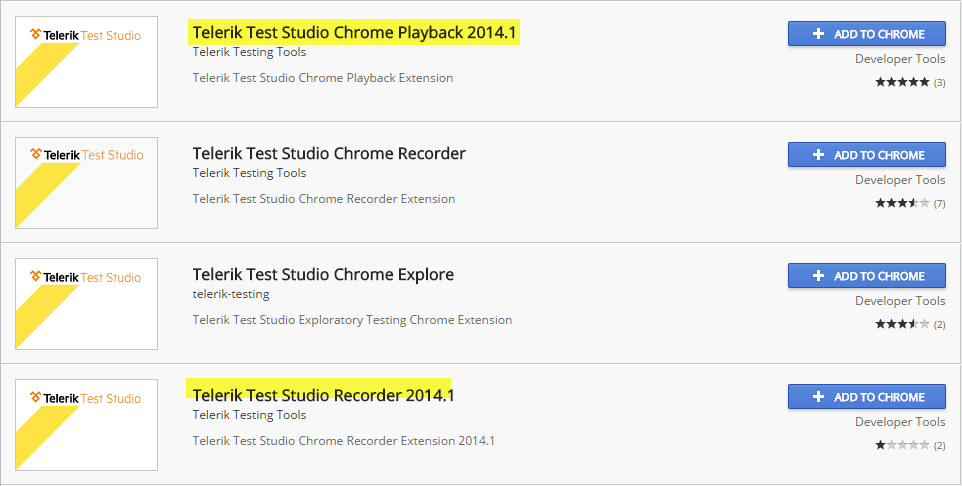 Telerik Test Studio
Telerik Test Studio Chrome Playback 2014.1
Telerik Testing Tools
Telerik Test Studio Chrome Playback Extension
+ ADD TO CHROME
Developer Tools
(3)
Telerik Test Studio
Telerik Test Studio Chrome Recorder
Telerik Testing Tools
Telerik Test Studio Chrome Recorder Extension
+ ADD TO CHROME
Developer Tools
(7)
Telerik Test Studio
Telerik Test Studio Chrome Explore
telerik-testing
Telerik Test Studio Exploratory Testing Chrome Extension
+ ADD TO CHROME
Developer Tools
(2)
Telerik Test Studio
Telerik Test Studio Recorder 2014.1
Telerik Testing Tools
Telerik Test Studio Chrome Recorder Extension 2014.1
+ ADD TO CHROME
Developer Tools
(2)